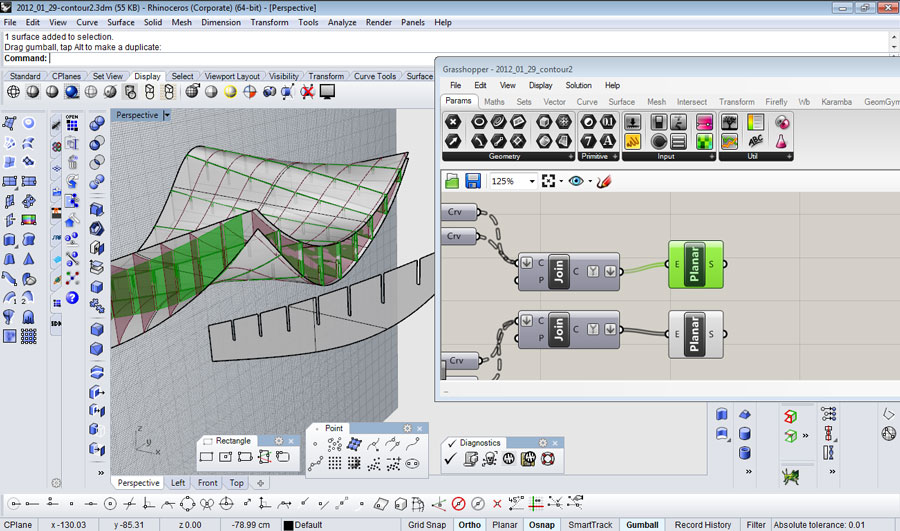 2012_01_29-contour2.3dm (55 KB) - Rhinoceros (Corporate) (64-bit) - [Perspective]
File Edit View Curve Surface Solid Mesh Dimension Transform Tools Analyze Render Panels Help
1 surface added to selection.
Drag gumball, tap Alt to make a duplicate:
Command:
Standard CPlanes Set View Display Select Viewport Layout Visibility Transform Curve Tools Surface
Perspective
Grasshopper - 2012_01_29_contour2
File Edit View Display Solution Help
Params Maths Sets Vector Curve Surface Mesh Intersect Transform Firefly Wb Karamba GeomGym
Geometry Primitive Input Util
125%
Crv
Crv
C Join C
P
E Planar S
C Join C
P
E Planar S
Crv
z
y
x
Rectangle
Point
Diagnostics
Perspective Left Front Top
CPlane x -130.03 y -85.31 z 0.00 -78.99 cm Default Grid Snap Ortho Planar Osnap SmartTrack Gumball Record History Filter Absolute tolerance: 0.01